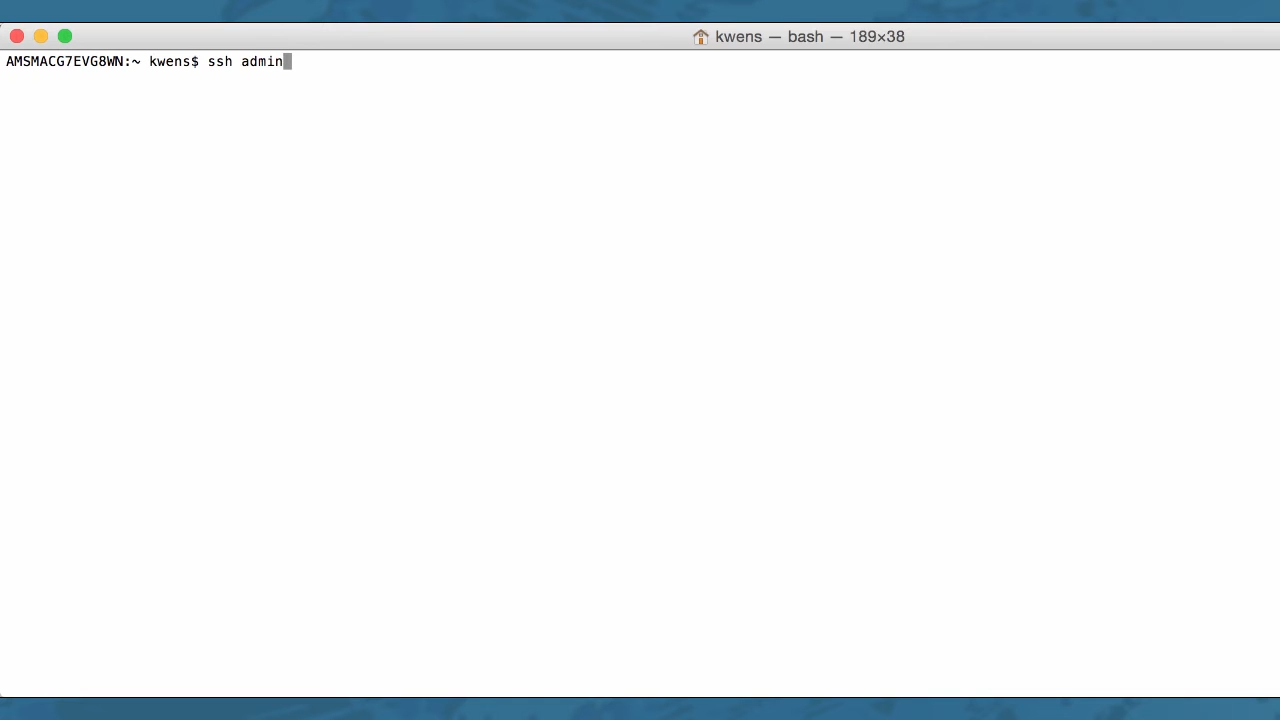 kwens — bash — 189×38
AMSMACG7EVG8WN:~ kwens$ ssh admin